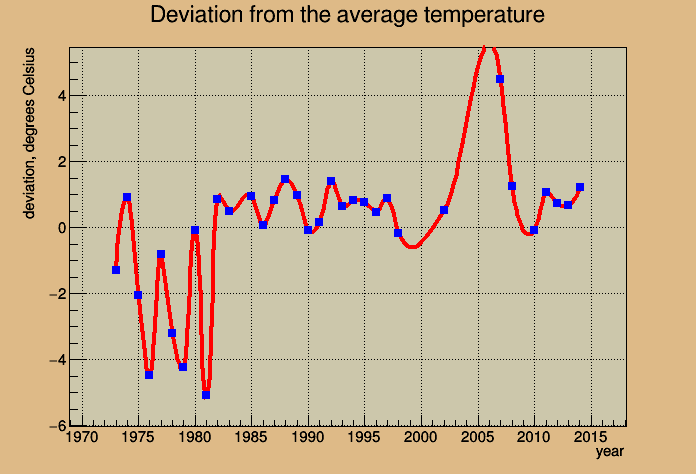 Deviation from the average temperature
deviation, degrees Celsius
4
2
0
−2
−4
−6
1970 1975 1980 1985 1990 1995 2000 2005 2010 2015
year